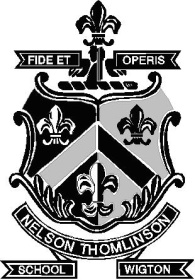 FIDE ET OPERIS
NELSON THOMLINSON
SCHOOL WIGTON